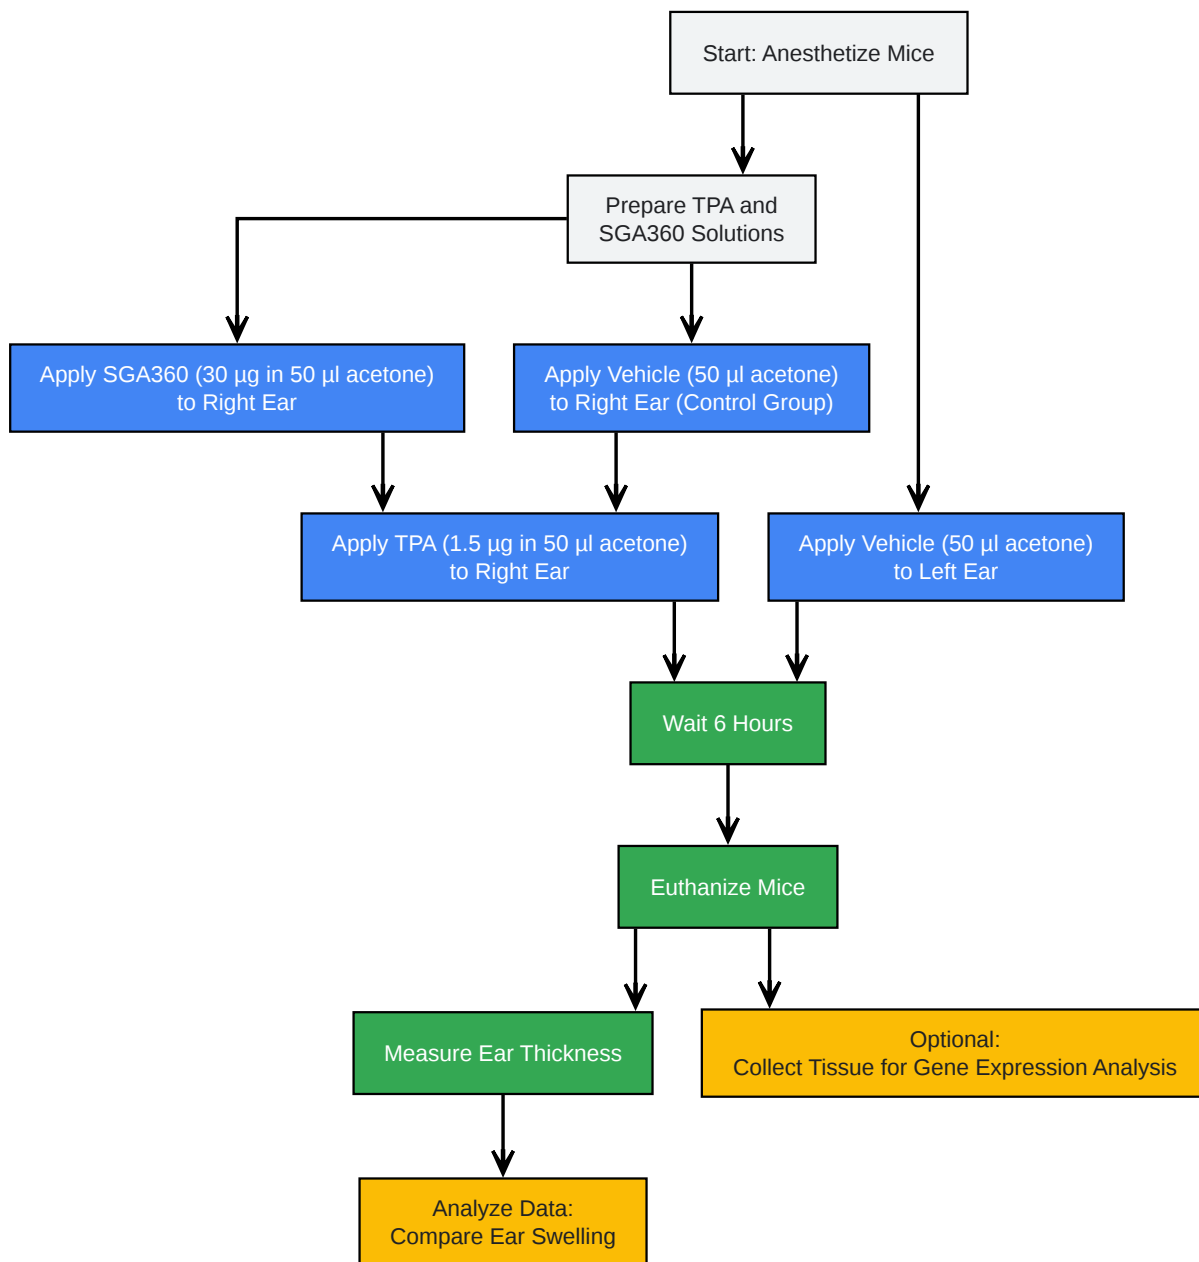 Start: Anesthetize Mice
Prepare TPA and
SGA360 Solutions
Apply SGA360 (30 µg in 50 µl acetone)
to Right Ear
Apply Vehicle (50 µl acetone)
to Right Ear (Control Group)
Apply TPA (1.5 µg in 50 µl acetone)
to Right Ear
Apply Vehicle (50 µl acetone)
to Left Ear
Wait 6 Hours
Euthanize Mice
Measure Ear Thickness
Optional:
Collect Tissue for Gene Expression Analysis
Analyze Data:
Compare Ear Swelling